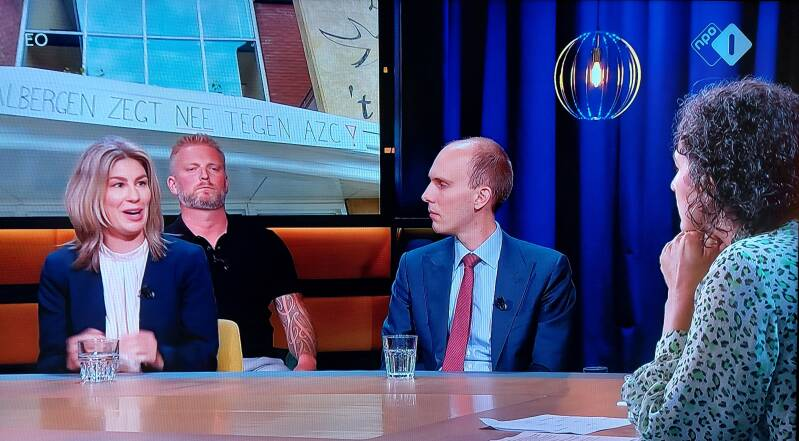 EO
npo 1
ALBERGEN ZEGT NEE TEGEN AZC!
't